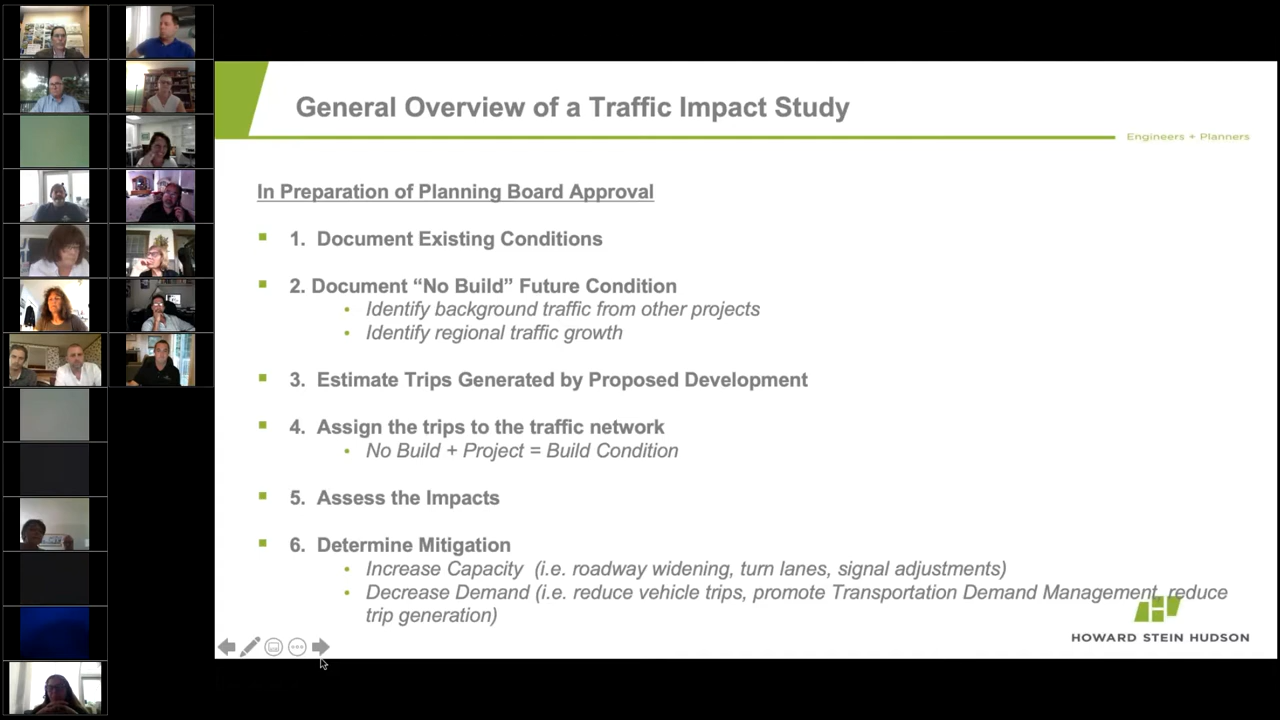 General Overview of a Traffic Impact Study
Engineers + Planners
In Preparation of Planning Board Approval
1. Document Existing Conditions
2. Document “No Build” Future Condition
Identify background traffic from other projects
Identify regional traffic growth
3. Estimate Trips Generated by Proposed Development
4. Assign the trips to the traffic network
No Build + Project = Build Condition
5. Assess the Impacts
6. Determine Mitigation
Increase Capacity (i.e. roadway widening, turn lanes, signal adjustments)
Decrease Demand (i.e. reduce vehicle trips, promote Transportation Demand Management, reduce
trip generation)
HOWARD STEIN HUDSON